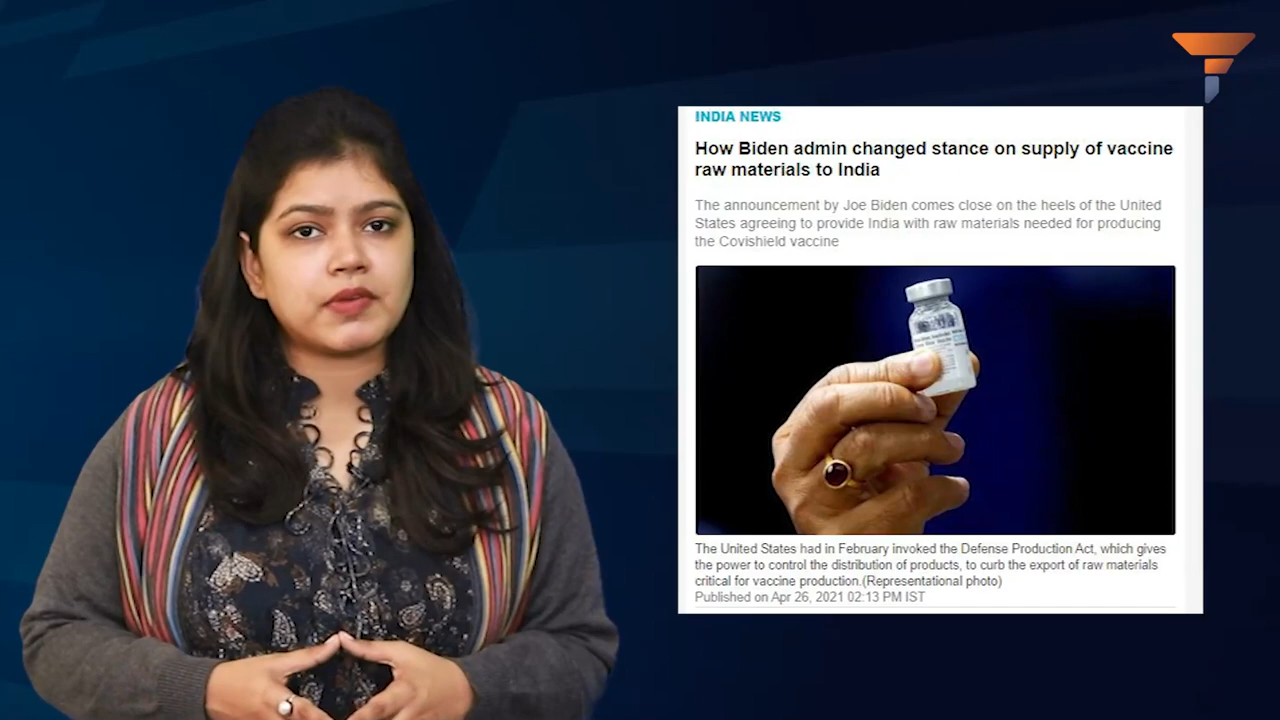 INDIA NEWS
How Biden admin changed stance on supply of vaccine
raw materials to India
The announcement by Joe Biden comes close on the heels of the United
States agreeing to provide India with raw materials needed for producing
the Covishield vaccine
The United States had in February invoked the Defense Production Act, which gives
the power to control the distribution of products, to curb the export of raw materials
critical for vaccine production.(Representational photo)
Published on Apr 26, 2021 02:13 PM IST